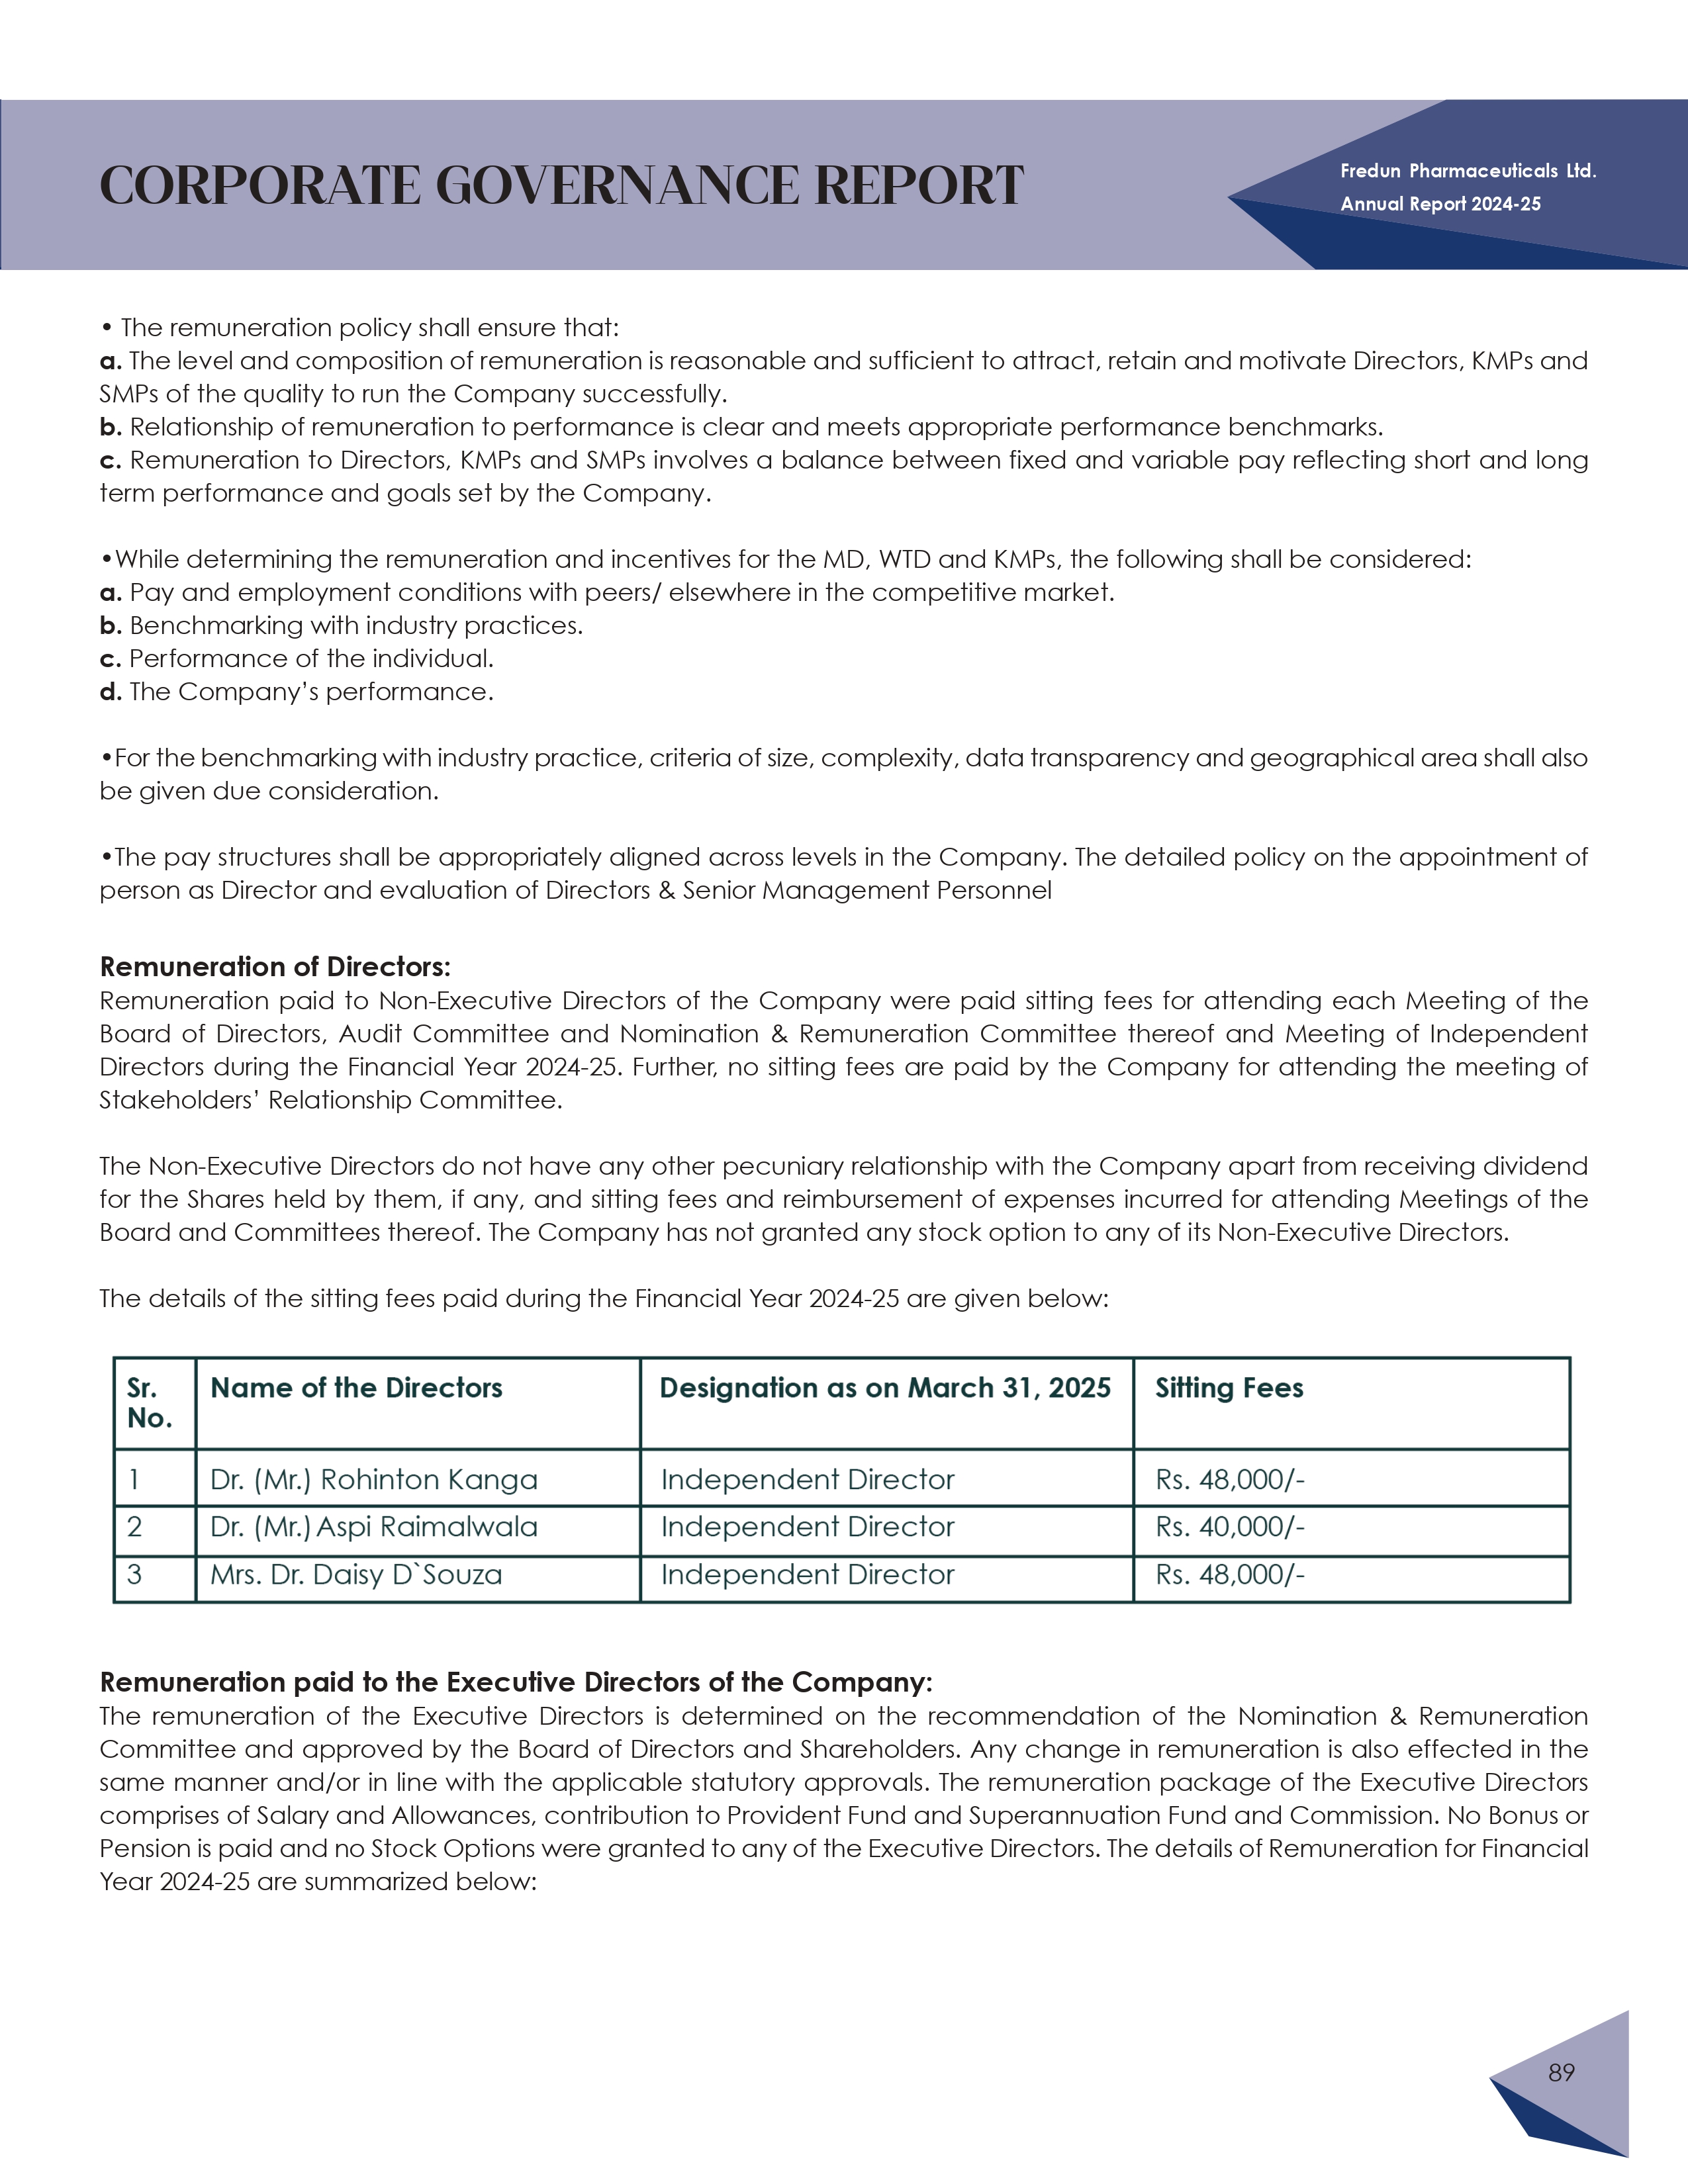 CORPORATE GOVERNANCE REPORT
Fredun Pharmaceuticals Ltd.
Annual Report 2024-25
• The remuneration policy shall ensure that:
a. The level and composition of remuneration is reasonable and sufficient to attract, retain and motivate Directors, KMPs and
SMPs of the quality to run the Company successfully.
b. Relationship of remuneration to performance is clear and meets appropriate performance benchmarks.
c. Remuneration to Directors, KMPs and SMPs involves a balance between fixed and variable pay reflecting short and long
term performance and goals set by the Company.
•While determining the remuneration and incentives for the MD, WTD and KMPs, the following shall be considered:
a. Pay and employment conditions with peers/ elsewhere in the competitive market.
b. Benchmarking with industry practices.
c. Performance of the individual.
d. The Company’s performance.
•For the benchmarking with industry practice, criteria of size, complexity, data transparency and geographical area shall also
be given due consideration.
•The pay structures shall be appropriately aligned across levels in the Company. The detailed policy on the appointment of
person as Director and evaluation of Directors & Senior Management Personnel
Remuneration of Directors:
Remuneration paid to Non-Executive Directors of the Company were paid sitting fees for attending each Meeting of the
Board of Directors, Audit Committee and Nomination & Remuneration Committee thereof and Meeting of Independent
Directors during the Financial Year 2024-25. Further, no sitting fees are paid by the Company for attending the meeting of
Stakeholders’ Relationship Committee.
The Non-Executive Directors do not have any other pecuniary relationship with the Company apart from receiving dividend
for the Shares held by them, if any, and sitting fees and reimbursement of expenses incurred for attending Meetings of the
Board and Committees thereof. The Company has not granted any stock option to any of its Non-Executive Directors.
The details of the sitting fees paid during the Financial Year 2024-25 are given below:
Sr. No. Name of the Directors Designation as on March 31, 2025 Sitting Fees
1 Dr. (Mr.) Rohinton Kanga Independent Director Rs. 48,000/-
2 Dr. (Mr.) Aspi Raimalwala Independent Director Rs. 40,000/-
3 Mrs. Dr. Daisy D`Souza Independent Director Rs. 48,000/-
Remuneration paid to the Executive Directors of the Company:
The remuneration of the Executive Directors is determined on the recommendation of the Nomination & Remuneration
Committee and approved by the Board of Directors and Shareholders. Any change in remuneration is also effected in the
same manner and/or in line with the applicable statutory approvals. The remuneration package of the Executive Directors
comprises of Salary and Allowances, contribution to Provident Fund and Superannuation Fund and Commission. No Bonus or
Pension is paid and no Stock Options were granted to any of the Executive Directors. The details of Remuneration for Financial
Year 2024-25 are summarized below:
89